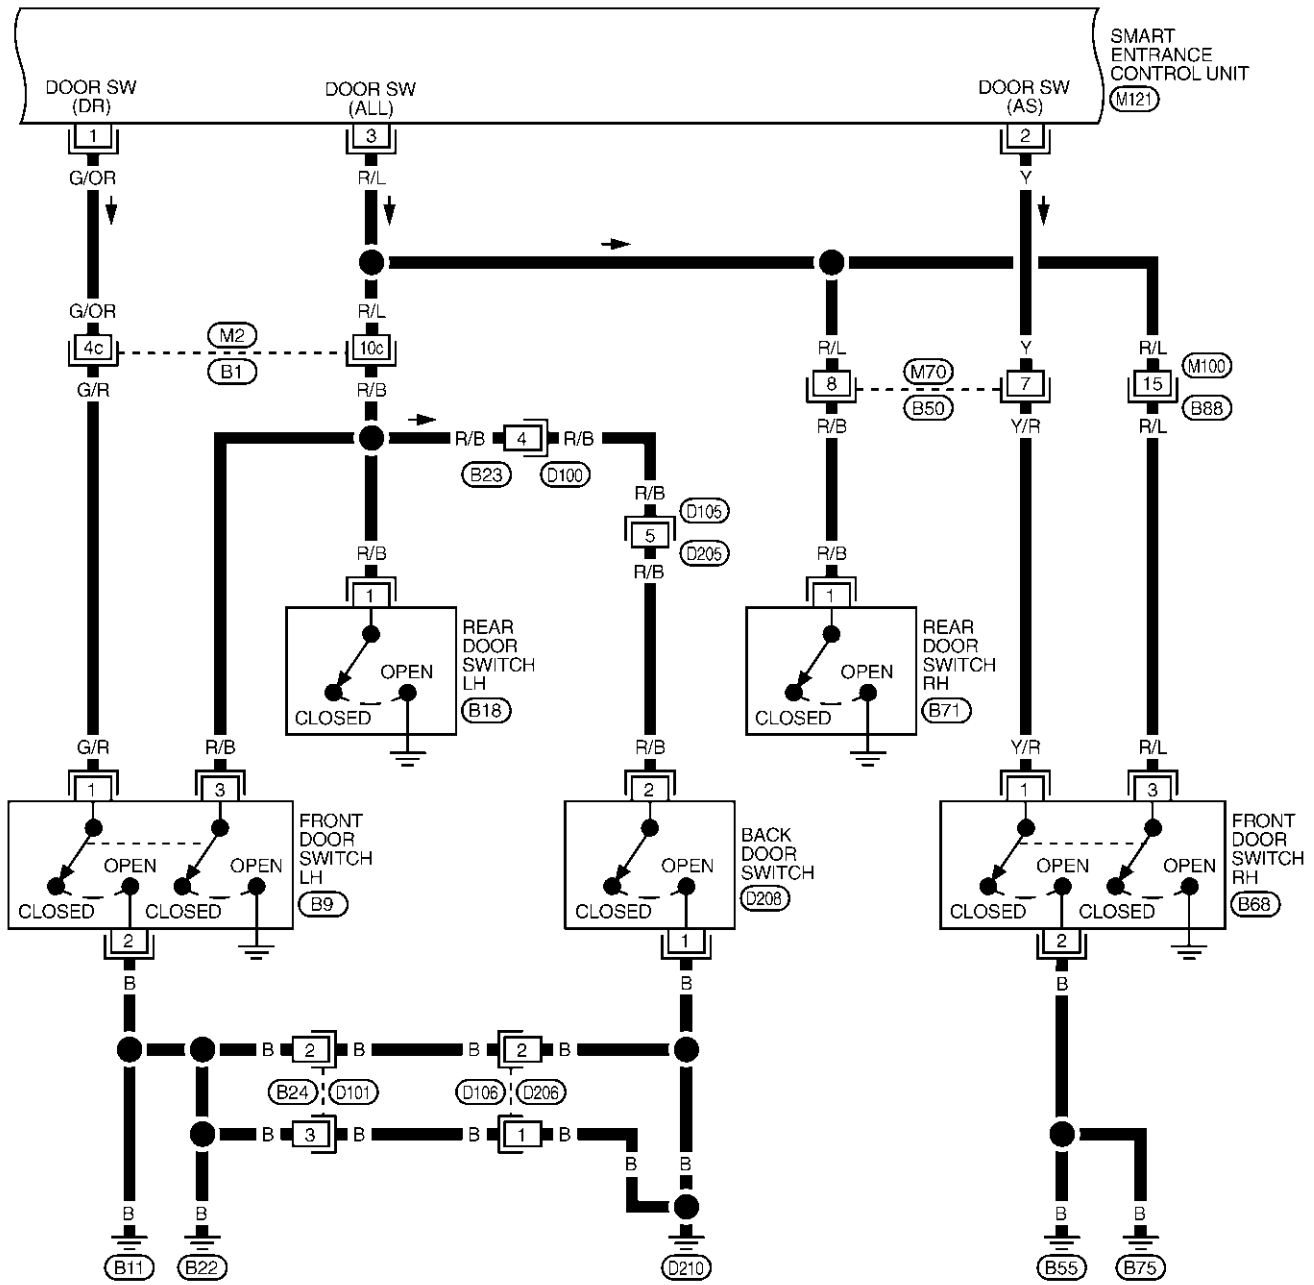 SMART
ENTRANCE
CONTROL UNIT
M121
DOOR SW
(DR)
DOOR SW
(ALL)
DOOR SW
(AS)
1
3
2
G/OR
R/L
Y
G/OR
R/L
4c
M2
B1
10c
G/R
R/B
R/L
Y
R/L
8
M70
B50
7
15
M100
B88
R/B
Y/R
R/L
R/B
4
R/B
B23
D100
R/B
D105
5
D205
R/B
R/B
R/B
1
1
REAR
DOOR
SWITCH
LH
B18
OPEN
CLOSED
REAR
DOOR
SWITCH
RH
B71
OPEN
CLOSED
G/R
R/B
R/B
Y/R
R/L
1
3
2
1
3
FRONT
DOOR
SWITCH
LH
B9
OPEN
OPEN
CLOSED
CLOSED
BACK
DOOR
SWITCH
D208
OPEN
CLOSED
FRONT
DOOR
SWITCH
RH
B68
OPEN
OPEN
CLOSED
CLOSED
2
1
2
B
B
B
B
2
B
B
2
B
B24
D101
D106
D206
B
3
B
B
1
B
B
B
B
B
B
B
B11
B22
D210
B55
B75